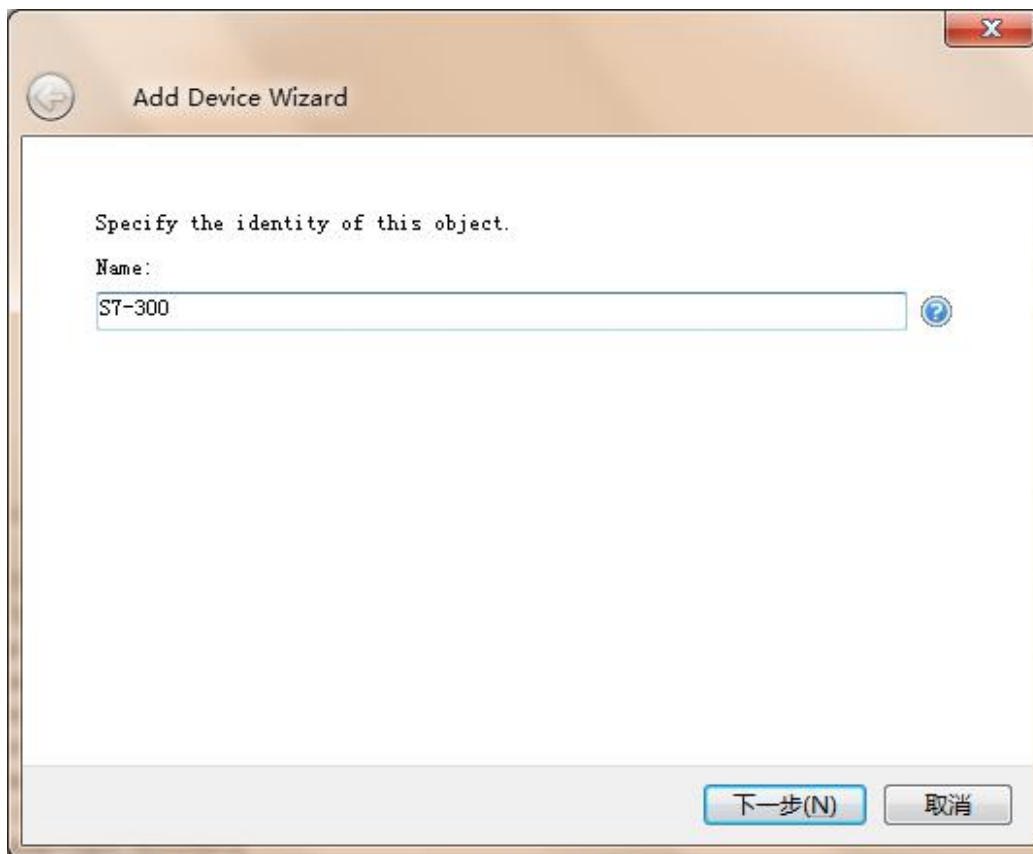 Add Device Wizard
Specify the identity of this object.
Name:
S7-300
下一步(N)
取消